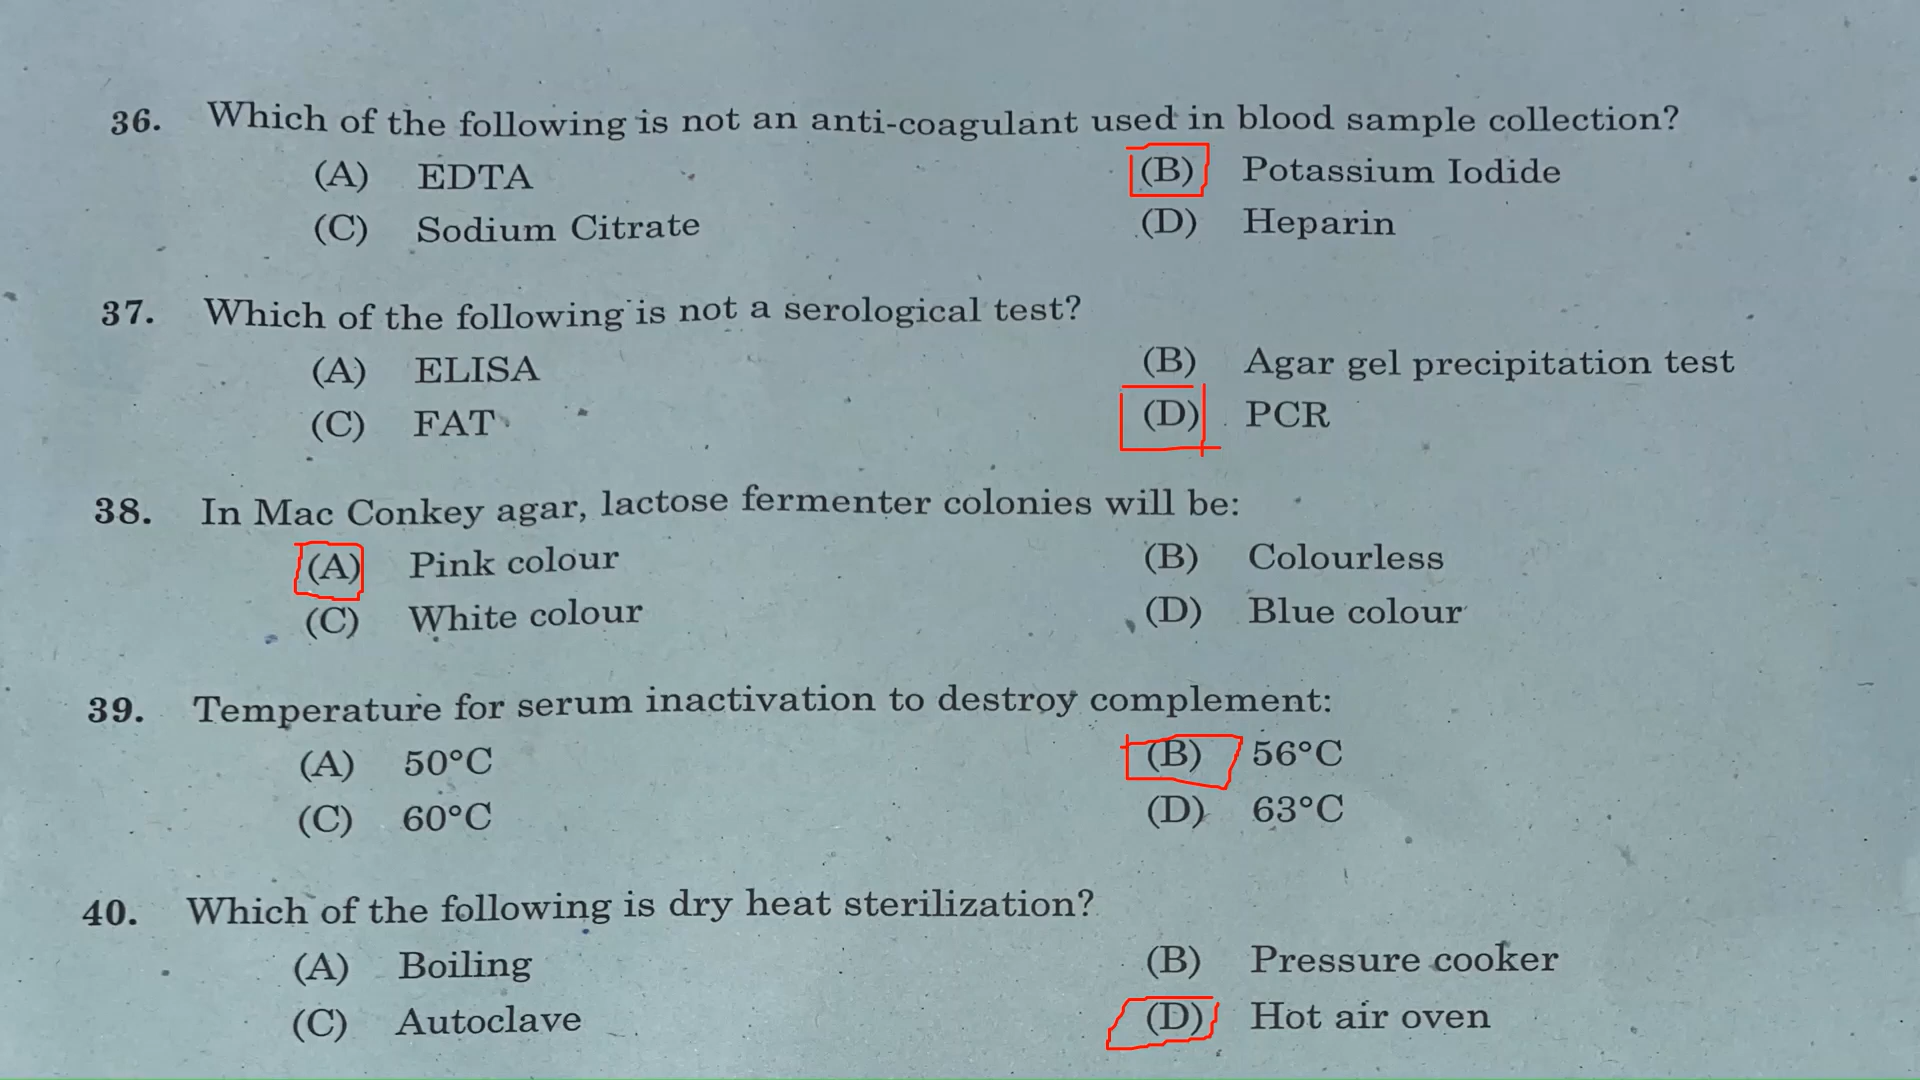 36. Which of the following is not an anti-coagulant used in blood sample collection?
(A) EDTA (B) Potassium Iodide
(C) Sodium Citrate (D) Heparin
37. Which of the following is not a serological test?
(A) ELISA (B) Agar gel precipitation test
(C) FAT (D) PCR
38. In Mac Conkey agar, lactose fermenter colonies will be:
(A) Pink colour (B) Colourless
(C) White colour (D) Blue colour
39. Temperature for serum inactivation to destroy complement:
(A) 50°C (B) 56°C
(C) 60°C (D) 63°C
40. Which of the following is dry heat sterilization?
(A) Boiling (B) Pressure cooker
(C) Autoclave (D) Hot air oven